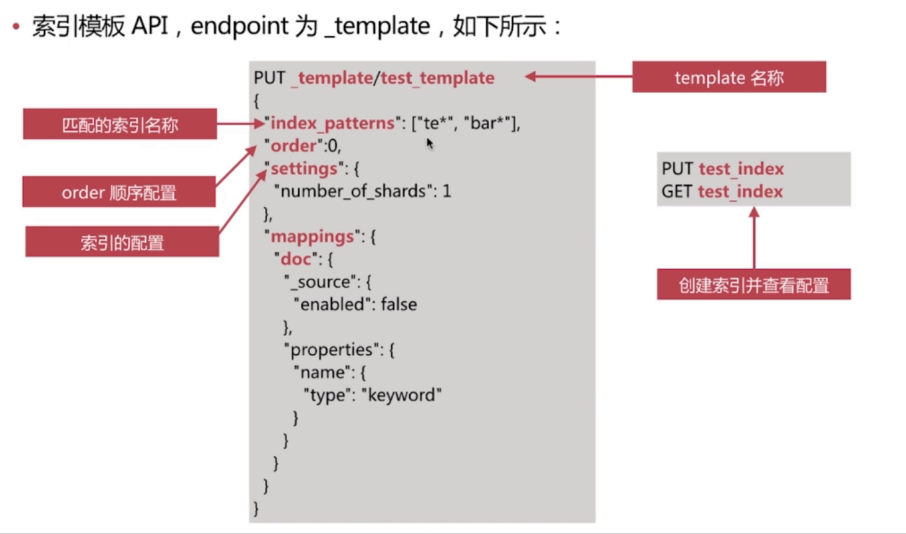 • 索引模板 API，endpoint 为 _template，如下所示：
PUT _template/test_template
{
"index_patterns": ["te*", "bar*"],
"order":0,
"settings": {
"number_of_shards": 1
},
"mappings": {
"doc": {
"_source": {
"enabled": false
},
"properties": {
"name": {
"type": "keyword"
}
}
}
}
}
template 名称
匹配的索引名称
order 顺序配置
索引的配置
PUT test_index
GET test_index
创建索引并查看配置